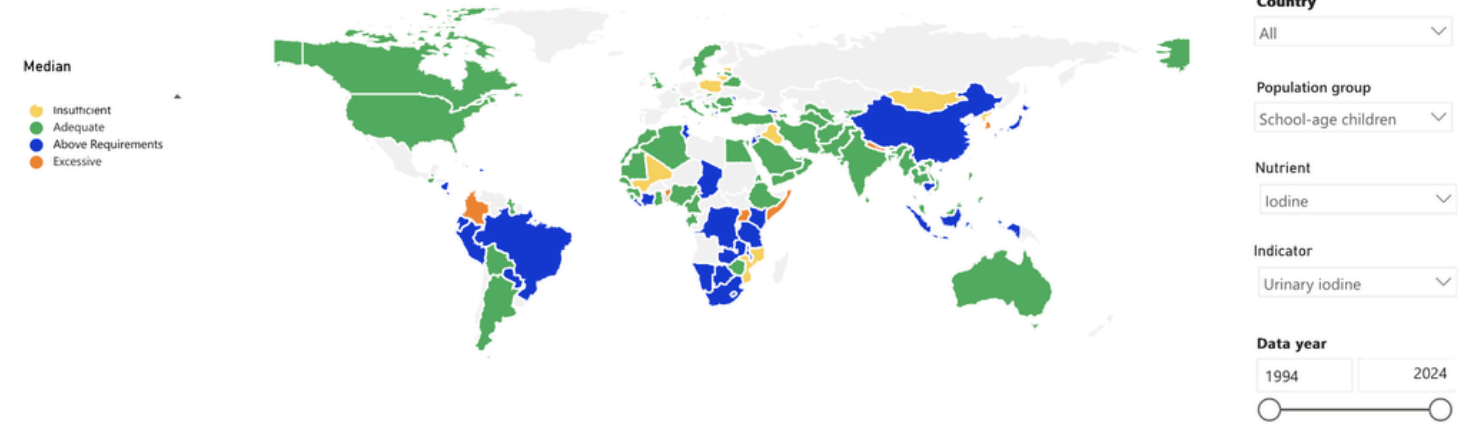 Median
Insufficient
Adequate
Above Requirements
Excessive
Country
All
Population group
School-age children
Nutrient
Iodine
Indicator
Urinary iodine
Data year
1994
2024